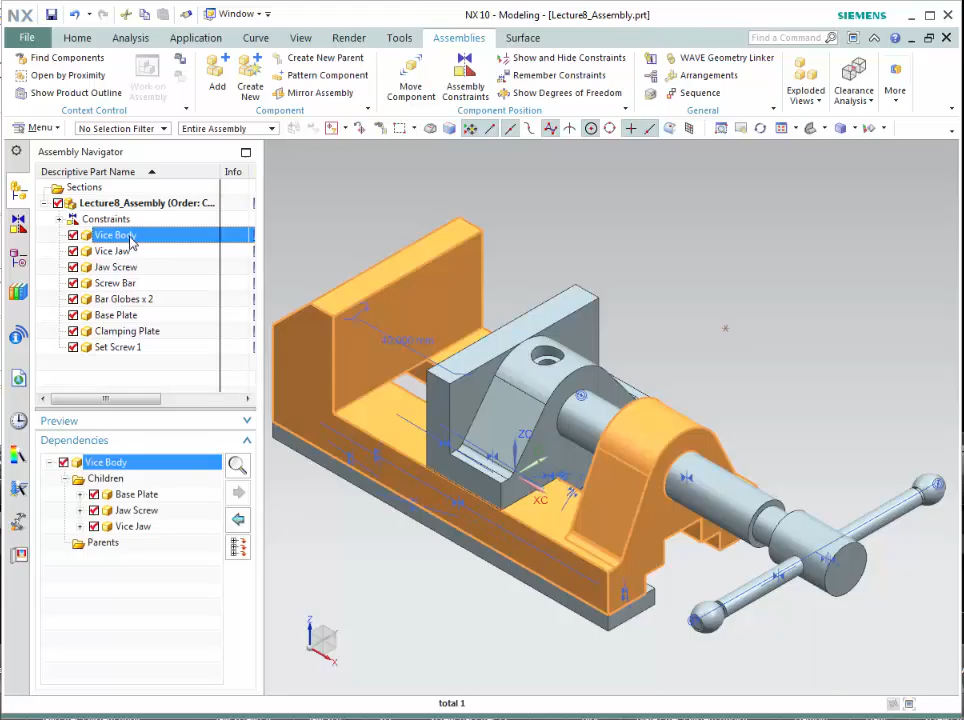 NX
Window
NX 10 - Modeling - [Lecture8_Assembly.prt]
SIEMENS
File
Home
Analysis
Application
Curve
View
Render
Tools
Assemblies
Surface
Find a Command
Find Components
Open by Proximity
Show Product Outline
Work on
Assembly
Context Control
Add
Create
New
Create New Parent
Pattern Component
Mirror Assembly
Component
Move
Component
Assembly
Constraints
Show and Hide Constraints
Remember Constraints
Show Degrees of Freedom
Component Position
WAVE Geometry Linker
Arrangements
Sequence
General
Exploded
Views
Clearance
Analysis
More
Menu
No Selection Filter
Entire Assembly
Assembly Navigator
Descriptive Part Name
Info
Sections
Lecture8_Assembly (Order: C...
Constraints
Vice Body
Vice Jaw
Jaw Screw
Screw Bar
Bar Globes x 2
Base Plate
Clamping Plate
Set Screw 1
Preview
Dependencies
Vice Body
Children
Base Plate
Jaw Screw
Vice Jaw
Parents
ZC
XC
Z
X
total 1